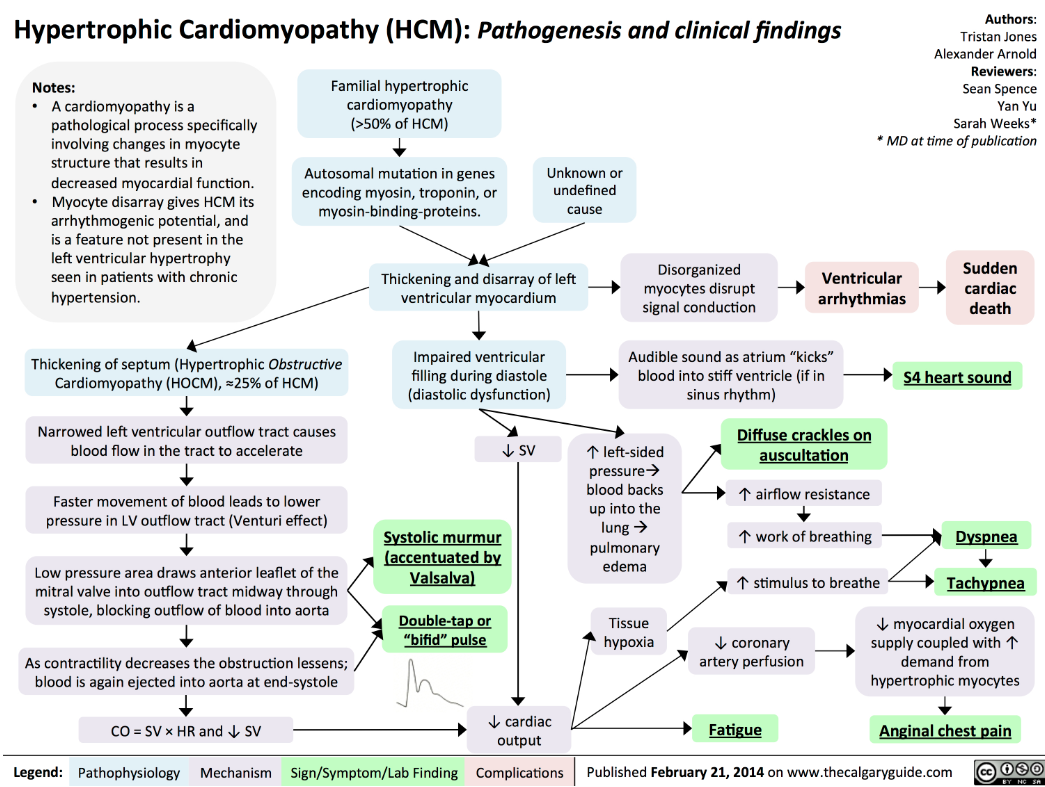 Hypertrophic Cardiomyopathy (HCM): Pathogenesis and clinical findings
Authors:
Tristan Jones
Alexander Arnold
Reviewers:
Sean Spence
Yan Yu
Sarah Weeks*
* MD at time of publication
Notes:
• A cardiomyopathy is a
pathological process specifically
involving changes in myocyte
structure that results in
decreased myocardial function.
• Myocyte disarray gives HCM its
arrhythmogenic potential, and
is a feature not present in the
left ventricular hypertrophy
seen in patients with chronic
hypertension.
Familial hypertrophic
cardiomyopathy
(>50% of HCM)
Autosomal mutation in genes
encoding myosin, troponin, or
myosin-binding-proteins.
Unknown or
undefined
cause
Thickening and disarray of left
ventricular myocardium
Disorganized
myocytes disrupt
signal conduction
Ventricular
arrhythmias
Sudden
cardiac
death
Thickening of septum (Hypertrophic Obstructive
Cardiomyopathy (HOCM), ≈25% of HCM)
Impaired ventricular
filling during diastole
(diastolic dysfunction)
Audible sound as atrium “kicks”
blood into stiff ventricle (if in
sinus rhythm)
S4 heart sound
Narrowed left ventricular outflow tract causes
blood flow in the tract to accelerate
↓ SV
↑ left-sided
pressure→
blood backs
up into the
lung →
pulmonary
edema
Diffuse crackles on
auscultation
↑ airflow resistance
↑ work of breathing
Dyspnea
Faster movement of blood leads to lower
pressure in LV outflow tract (Venturi effect)
Systolic murmur
(accentuated by
Valsalva)
Low pressure area draws anterior leaflet of the
mitral valve into outflow tract midway through
systole, blocking outflow of blood into aorta
↑ stimulus to breathe
Tachypnea
Double-tap or
“bifid” pulse
Tissue
hypoxia
↓ coronary
artery perfusion
↓ myocardial oxygen
supply coupled with ↑
demand from
hypertrophic myocytes
As contractility decreases the obstruction lessens;
blood is again ejected into aorta at end-systole
CO = SV × HR and ↓ SV
↓ cardiac
output
Fatigue
Anginal chest pain
Legend: Pathophysiology Mechanism Sign/Symptom/Lab Finding Complications
Published February 21, 2014 on www.thecalgaryguide.com